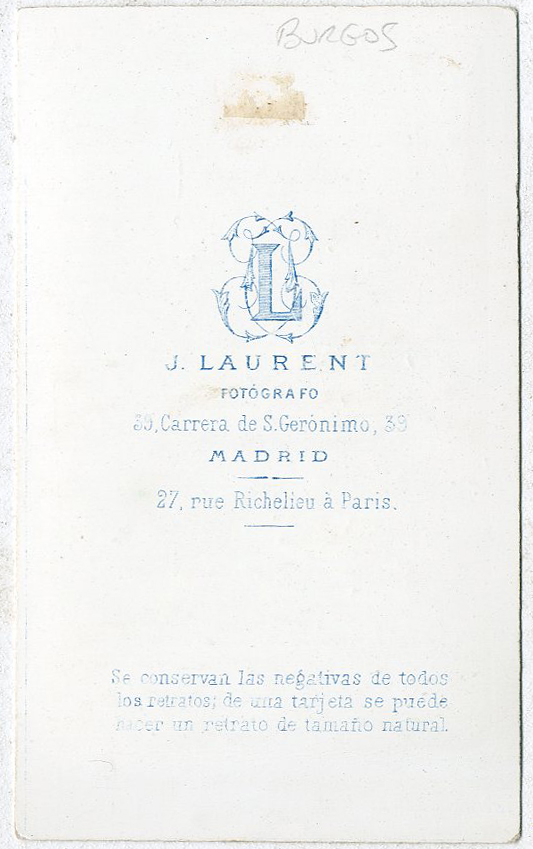 BURGOS
L
J. LAURENT
FOTÓGRAFO
39, Carrera de S. Gerónimo, 39
MADRID
27, rue Richelieu à Paris.
Se conservan las negativas de todos
los retratos; de una tarjeta se puede
hacer un retrato de tamaño natural.